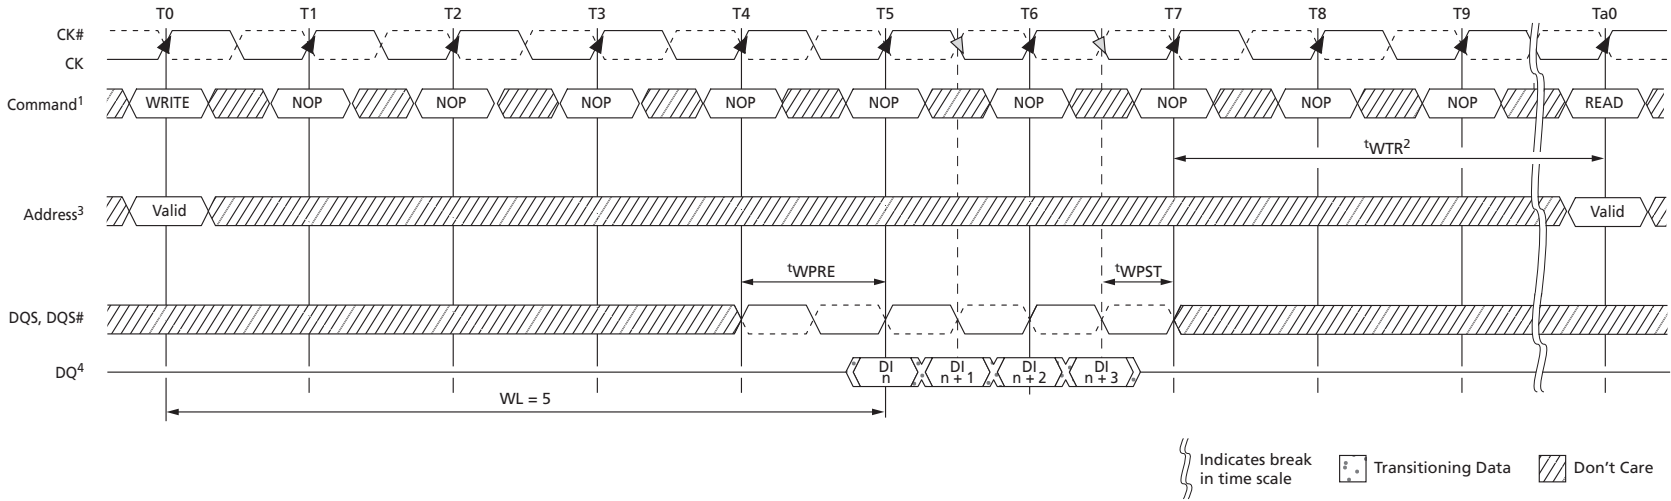 T0 T1 T2 T3 T4 T5 T6 T7 T8 T9 Ta0
CK#
CK
Command1 WRITE NOP NOP NOP NOP NOP NOP NOP NOP NOP READ
tWTR2
Address3 Valid Valid
tWPRE tWPST
DQS, DQS#
DQ4 DI n DI n + 1 DI n + 2 DI n + 3
WL = 5
Indicates break
in time scale
Transitioning Data
Don't Care